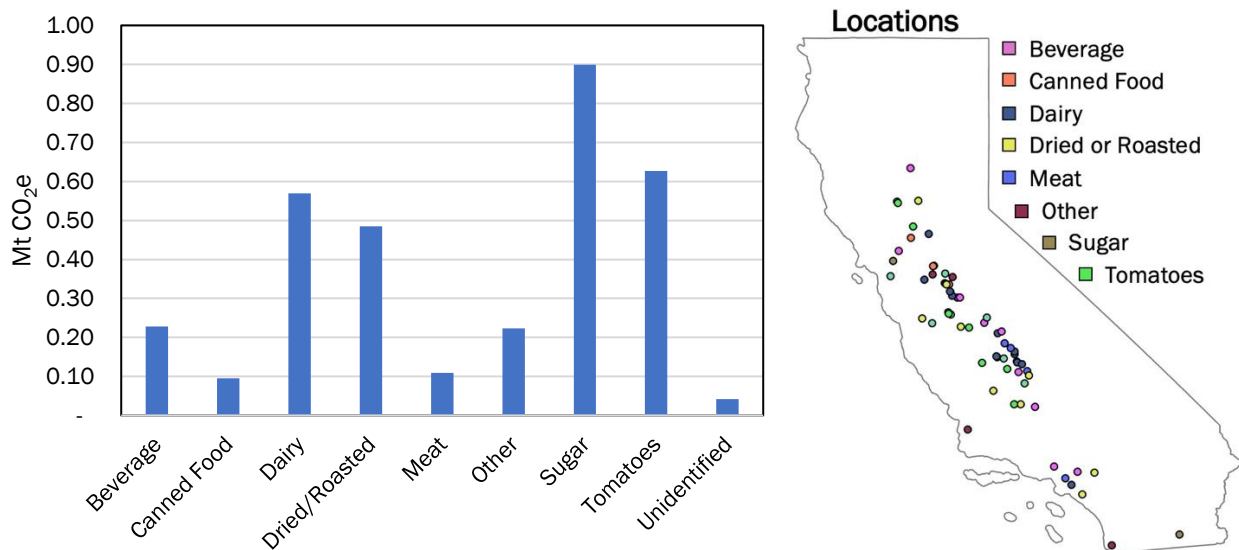 1.00
0.90
0.80
0.70
0.60
0.50
0.40
0.30
0.20
0.10
-
Mt CO₂e
Beverage
Canned Food
Dairy
Dried/Roasted
Meat
Other
Sugar
Tomatoes
Unidentified
Locations
Beverage
Canned Food
Dairy
Dried or Roasted
Meat
Other
Sugar
Tomatoes